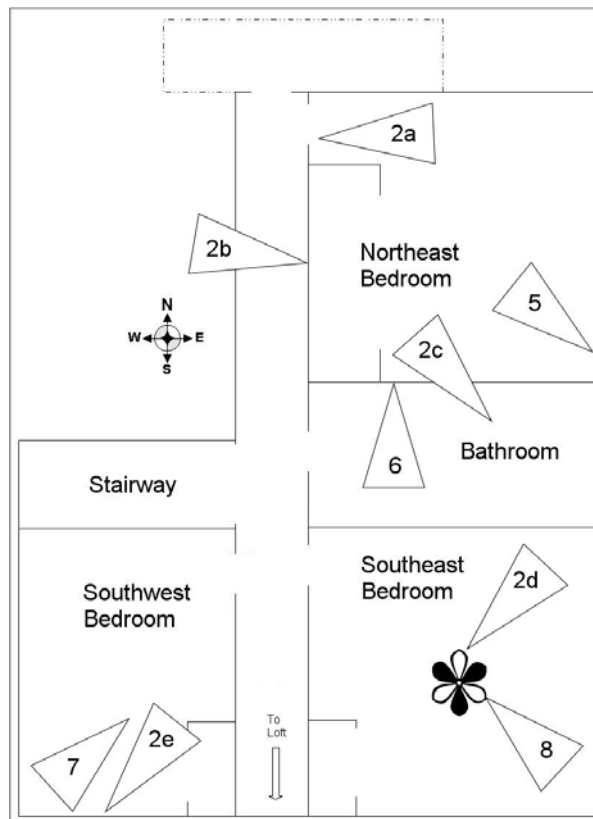 2a
2b
Northeast
Bedroom
5
N
W E
S
2c
Bathroom
6
Stairway
Southeast
Bedroom
2d
Southwest
Bedroom
To
Loft
2e
7
8